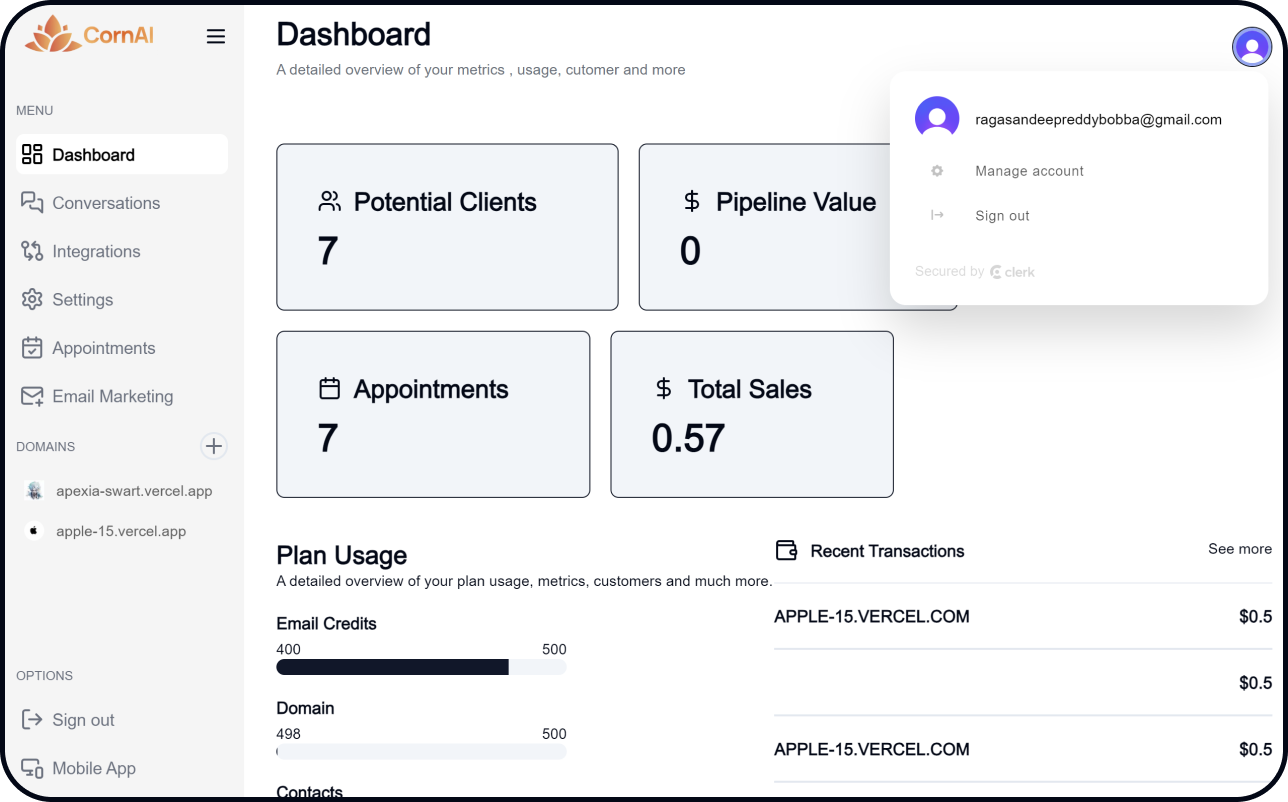 CornAI
MENU
Dashboard
Conversations
Integrations
Settings
Appointments
Email Marketing
DOMAINS
apexia-swart.vercel.app
apple-15.vercel.app
OPTIONS
Sign out
Mobile App
Dashboard
A detailed overview of your metrics , usage, cutomer and more
ragasandeepreddybobba@gmail.com
Manage account
Sign out
Secured by clerk
Potential Clients
7
Pipeline Value
0
Appointments
7
Total Sales
0.57
Plan Usage
A detailed overview of your plan usage, metrics, customers and much more.
Email Credits
400 500
Domain
498 500
Contacts
Recent Transactions See more
APPLE-15.VERCEL.COM $0.5
$0.5
APPLE-15.VERCEL.COM $0.5